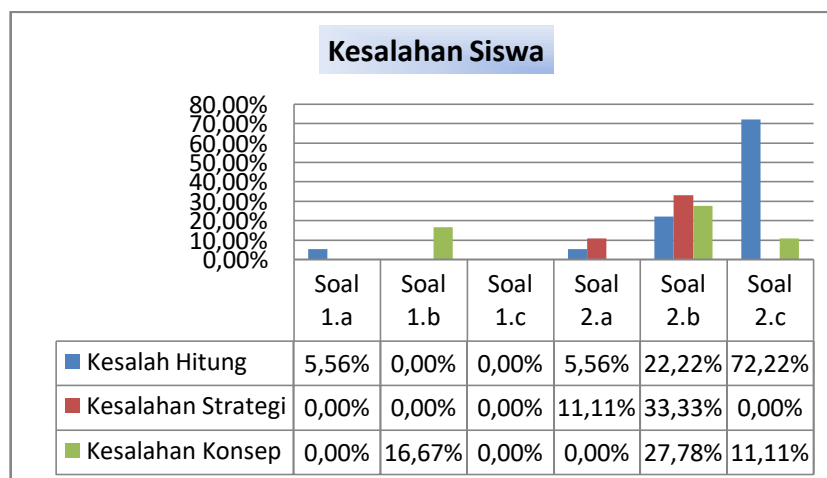 Kesalahan Siswa
80,00%
70,00%
60,00%
50,00%
40,00%
30,00%
20,00%
10,00%
0,00%
Soal 1.a
Soal 1.b
Soal 1.c
Soal 2.a
Soal 2.b
Soal 2.c
Kesalah Hitung 5,56% 0,00% 0,00% 5,56% 22,22% 72,22%
Kesalahan Strategi 0,00% 0,00% 0,00% 11,11% 33,33% 0,00%
Kesalahan Konsep 0,00% 16,67% 0,00% 0,00% 27,78% 11,11%